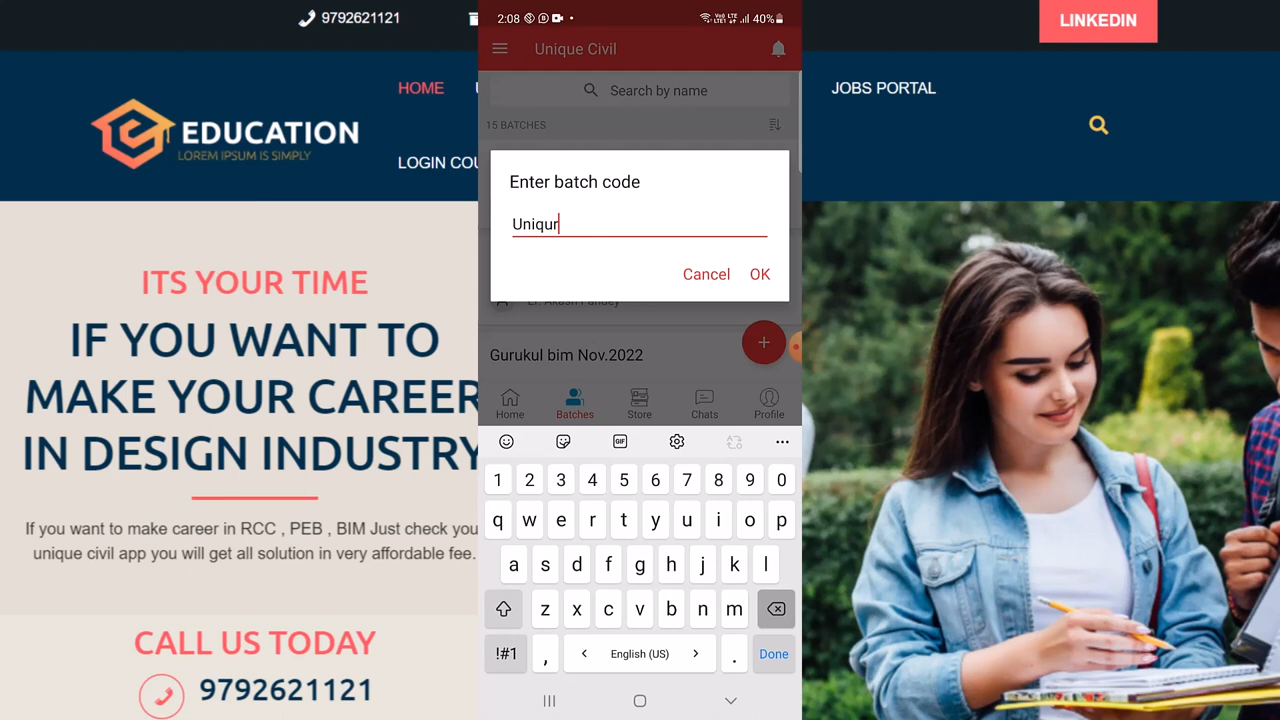 9792621121
LINKEDIN
HOME
JOBS PORTAL
EDUCATION
LOREM IPSUM IS SIMPLY
LOGIN COU
ITS YOUR TIME
IF YOU WANT TO
MAKE YOUR CAREER
IN DESIGN INDUSTRY
If you want to make career in RCC , PEB , BIM Just check you
unique civil app you will get all solution in very affordable fee.
CALL US TODAY
9792621121
2:08
40%
Unique Civil
Search by name
15 BATCHES
Enter batch code
Uniqur
Cancel OK
Er. Akash Pandey
Gurukul bim Nov.2022
+
Home Batches Store Chats Profile
GIF
1 2 3 4 5 6 7 8 9 0
q w e r t y u i o p
a s d f g h j k l
z x c v b n m
!#1 , < English (US) > . Done